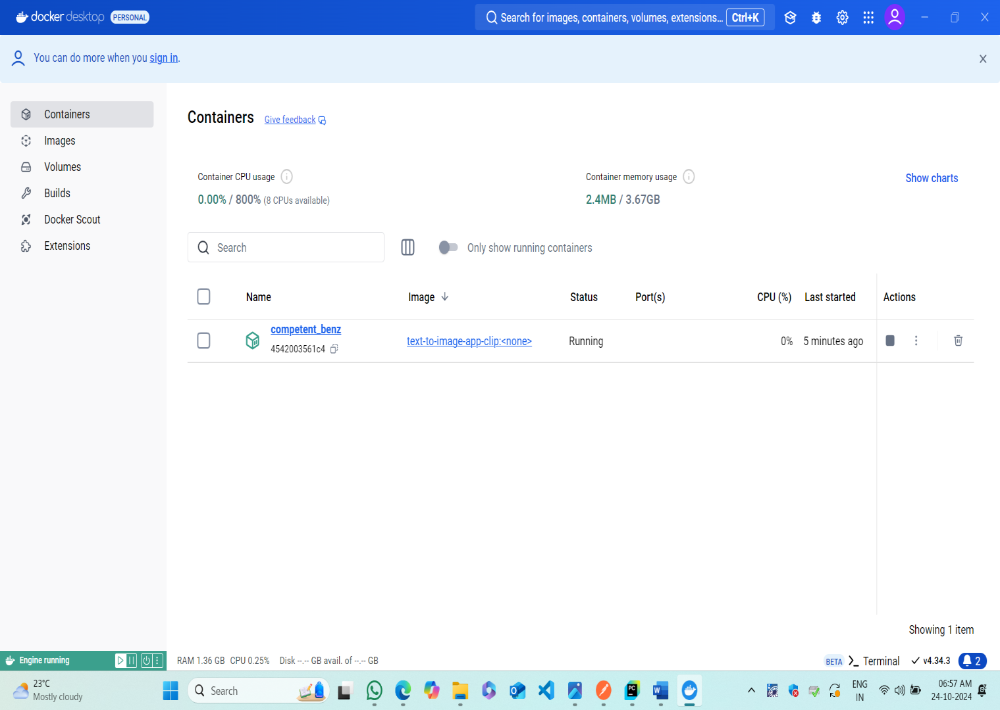 docker desktop PERSONAL
Search for images, containers, volumes, extensions... Ctrl+K
You can do more when you sign in.
Containers
Images
Volumes
Builds
Docker Scout
Extensions
Containers Give feedback
Container CPU usage
0.00% / 800% (8 CPUs available)
Container memory usage
2.4MB / 3.67GB
Show charts
Search
Only show running containers
Name Image Status Port(s) CPU (%) Last started Actions
competent_benz
4542003561c4
text-to-image-app-clip:<none> Running 0% 5 minutes ago
Showing 1 item
Engine running
RAM 1.36 GB CPU 0.25% Disk --.-- GB avail. of --.-- GB
BETA Terminal v4.34.3 2
23°C
Mostly cloudy
Search
PC
W
ENG
IN
06:57 AM
24-10-2024